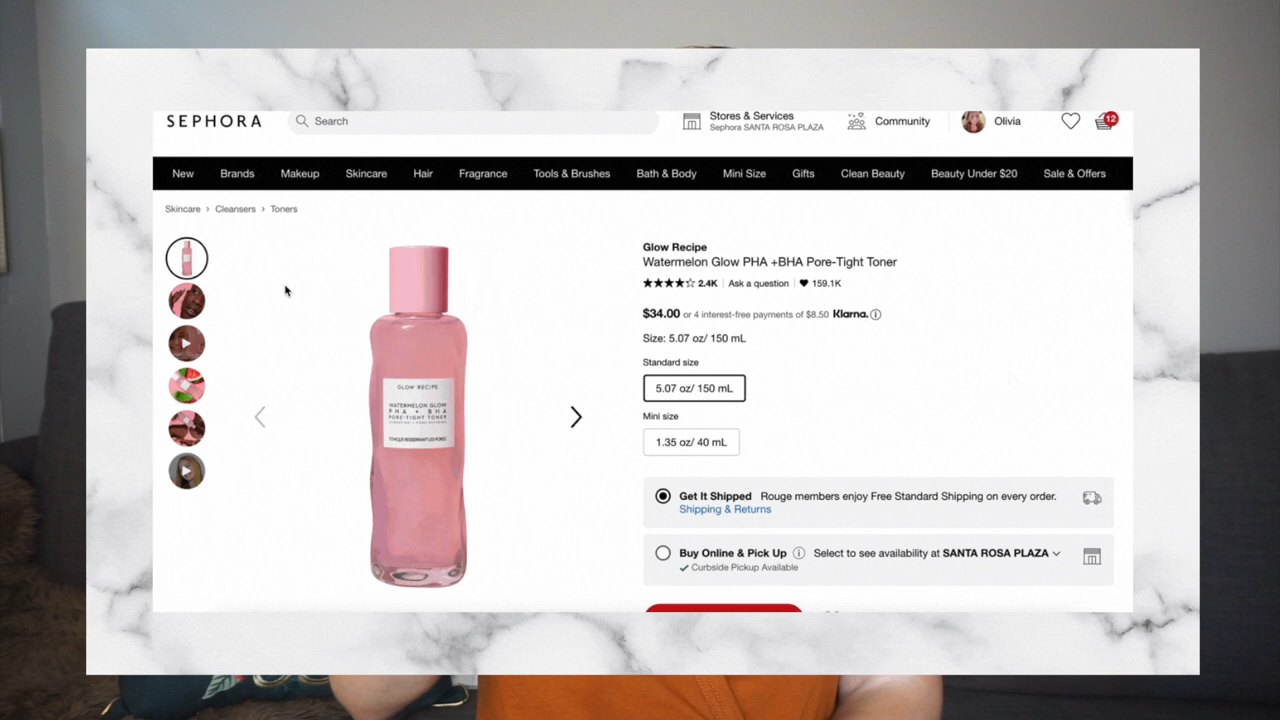 SEPHORA
Search
Stores & Services
Sephora SANTA ROSA PLAZA
Community
Olivia
12
New Brands Makeup Skincare Hair Fragrance Tools & Brushes Bath & Body Mini Size Gifts Clean Beauty Beauty Under $20 Sale & Offers
Skincare › Cleansers › Toners
GLOW RECIPE
WATERMELON GLOW
PHA + BHA
PORE-TIGHT TONER
Glow Recipe
Watermelon Glow PHA +BHA Pore-Tight Toner
2.4K | Ask a question | 159.1K
$34.00 or 4 interest-free payments of $8.50 Klarna.
Size: 5.07 oz/ 150 mL
Standard size
5.07 oz/ 150 mL
Mini size
1.35 oz/ 40 mL
Get It Shipped Rouge members enjoy Free Standard Shipping on every order.
Shipping & Returns
Buy Online & Pick Up Select to see availability at SANTA ROSA PLAZA
Curbside Pickup Available